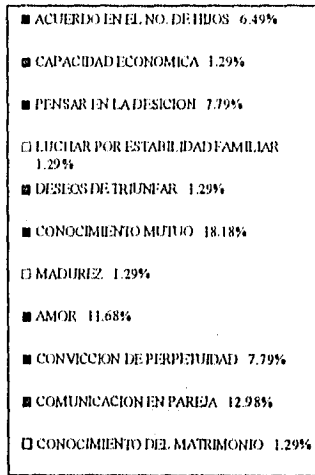 ACUERDO EN EL NO. DE HIJOS 6.49%
CAPACIDAD ECONOMICA 1.29%
PENSAR EN LA DESICION 7.79%
LUCHAR POR ESTABILIDAD FAMILIAR
1.29%
DESEOS DE TRIUNFAR 1.29%
CONOCIMIENTO MUTUO 18.18%
MADUREZ 1.29%
AMOR 11.68%
CONVICCION DE PERPETUIDAD 7.79%
COMUNICACION EN PAREJA 12.98%
CONOCIMIENTO DEL MATRIMONIO 1.29%